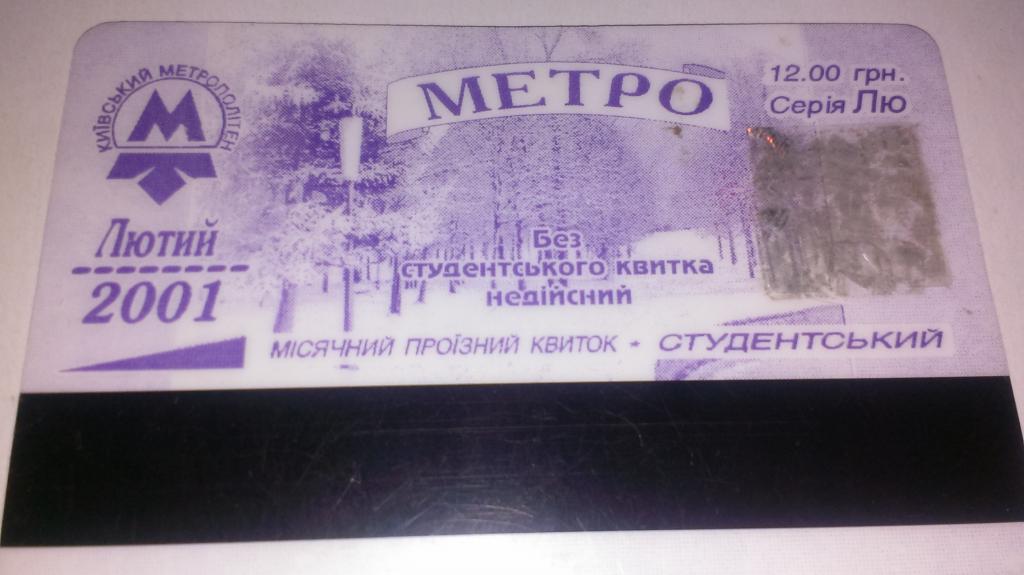 КИЇВСЬКИЙ МЕТРОПОЛІТЕН
М
МЕТРО
12.00 грн.
Серія Лю
Лютий
2001
Без
студентського квитка
недійсний
МІСЯЧНИЙ ПРОЇЗНИЙ КВИТОК • СТУДЕНТСЬКИЙ